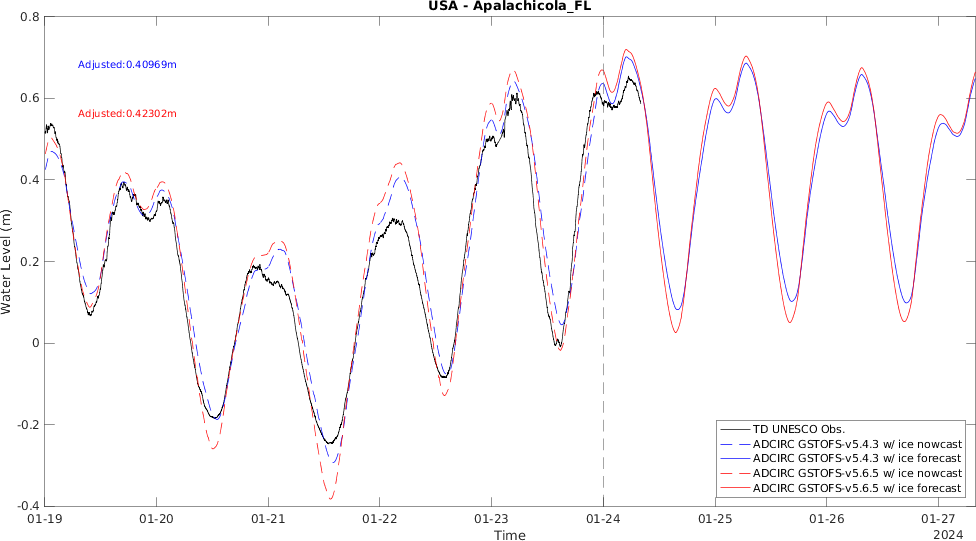 USA - Apalachicola_FL
0.8
Adjusted:0.40969m
0.6
Adjusted:0.42302m
0.4
0.2
0
-0.2
-0.4
Water Level (m)
TD UNESCO Obs.
ADCIRC GSTOFS-v5.4.3 w/ ice nowcast
ADCIRC GSTOFS-v5.4.3 w/ ice forecast
ADCIRC GSTOFS-v5.6.5 w/ ice nowcast
ADCIRC GSTOFS-v5.6.5 w/ ice forecast
01-19 01-20 01-21 01-22 01-23 01-24 01-25 01-26 01-27
Time
2024